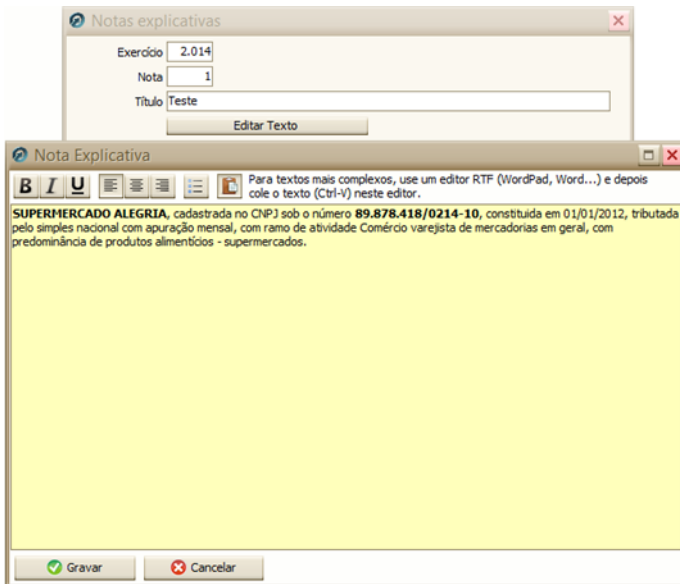 Notas explicativas
Exercício 2.014
Nota 1
Título Teste
Editar Texto
Nota Explicativa
B I U Para textos mais complexos, use um editor RTF (WordPad, Word...) e depois
cole o texto (Ctrl-V) neste editor.
SUPERMERCADO ALEGRIA, cadastrada no CNPJ sob o número 89.878.418/0214-10, constituida em 01/01/2012, tributada
pelo simples nacional com apuração mensal, com ramo de atividade Comércio varejista de mercadorias em geral, com
predominância de produtos alimentícios - supermercados.
Gravar Cancelar